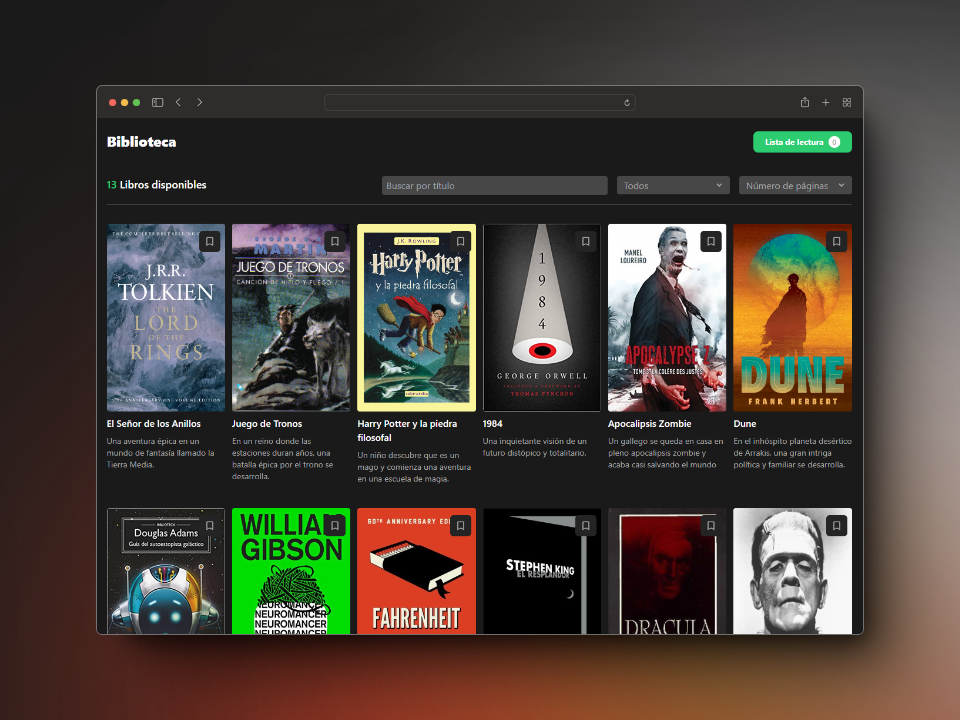 Biblioteca
Lista de lectura 0
13 Libros disponibles
Buscar por título
Todos
Número de páginas
J.R.R.
TOLKIEN
THE
LORD
OF THE
RINGS
MARTIN
JUEGO DE TRONOS
CANCION DE HIELO Y FUEGO / 1
J.K. ROWLING
Harry Potter
y la piedra filosofal
1
9
8
4
GEORGE ORWELL
THOMAS PYNCHON
MANEL
LOUREIRO
APOCALYPSE Z
TOME 3: LA COLÈRE DES JUSTES
DUNE
FRANK HERBERT
El Señor de los Anillos
Una aventura épica en un
mundo de fantasía llamado la
Tierra Media.
Juego de Tronos
En un reino donde las
estaciones duran años, una
batalla épica por el trono se
desarrolla.
Harry Potter y la piedra
filosofal
Un niño descubre que es un
mago y comienza una aventura
en una escuela de magia.
1984
Una inquietante visión de un
futuro distópico y totalitario.
Apocalipsis Zombie
Un gallego se queda en casa en
pleno apocalipsis zombie y
acaba casi salvando el mundo
Dune
En el inhóspito planeta desértico
de Arrakis, una gran intriga
política y familiar se desarrolla.
BIBLIOTECA
Douglas Adams
Guía del autoestopista galáctico
WILLIAM
GIBSON
NEUROMANCER
NEUROMANCER
NEUROMANCER
60TH ANNIVERSARY
FAHRENHEIT
STEPHEN KING
EL RESPLANDOR
DRACULA